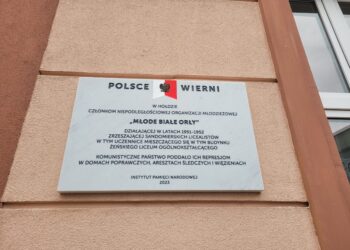 POLSCE WIERNI
W HOŁDZIE
CZŁONKOM NIEPODLEGŁOŚCIOWEJ ORGANIZACJI MŁODZIEŻOWEJ
„MŁODE BIAŁE ORŁY”
DZIAŁAJĄCEJ W LATACH 1951-1952
ZRZESZAJĄCEJ SANDOMIERSKICH LICEALISTÓW
W TYM UCZENNICE MIESZCZĄCEGO SIĘ W TYM BUDYNKU
ŻEŃSKIEGO LICEUM OGÓLNOKSZTAŁCĄCEGO
KOMUNISTYCZNE PAŃSTWO PODDAŁO ICH REPRESJOM
W DOMACH POPRAWCZYCH, ARESZTACH ŚLEDCZYCH I WIĘZIENIACH
INSTYTUT PAMIĘCI NARODOWEJ
2023